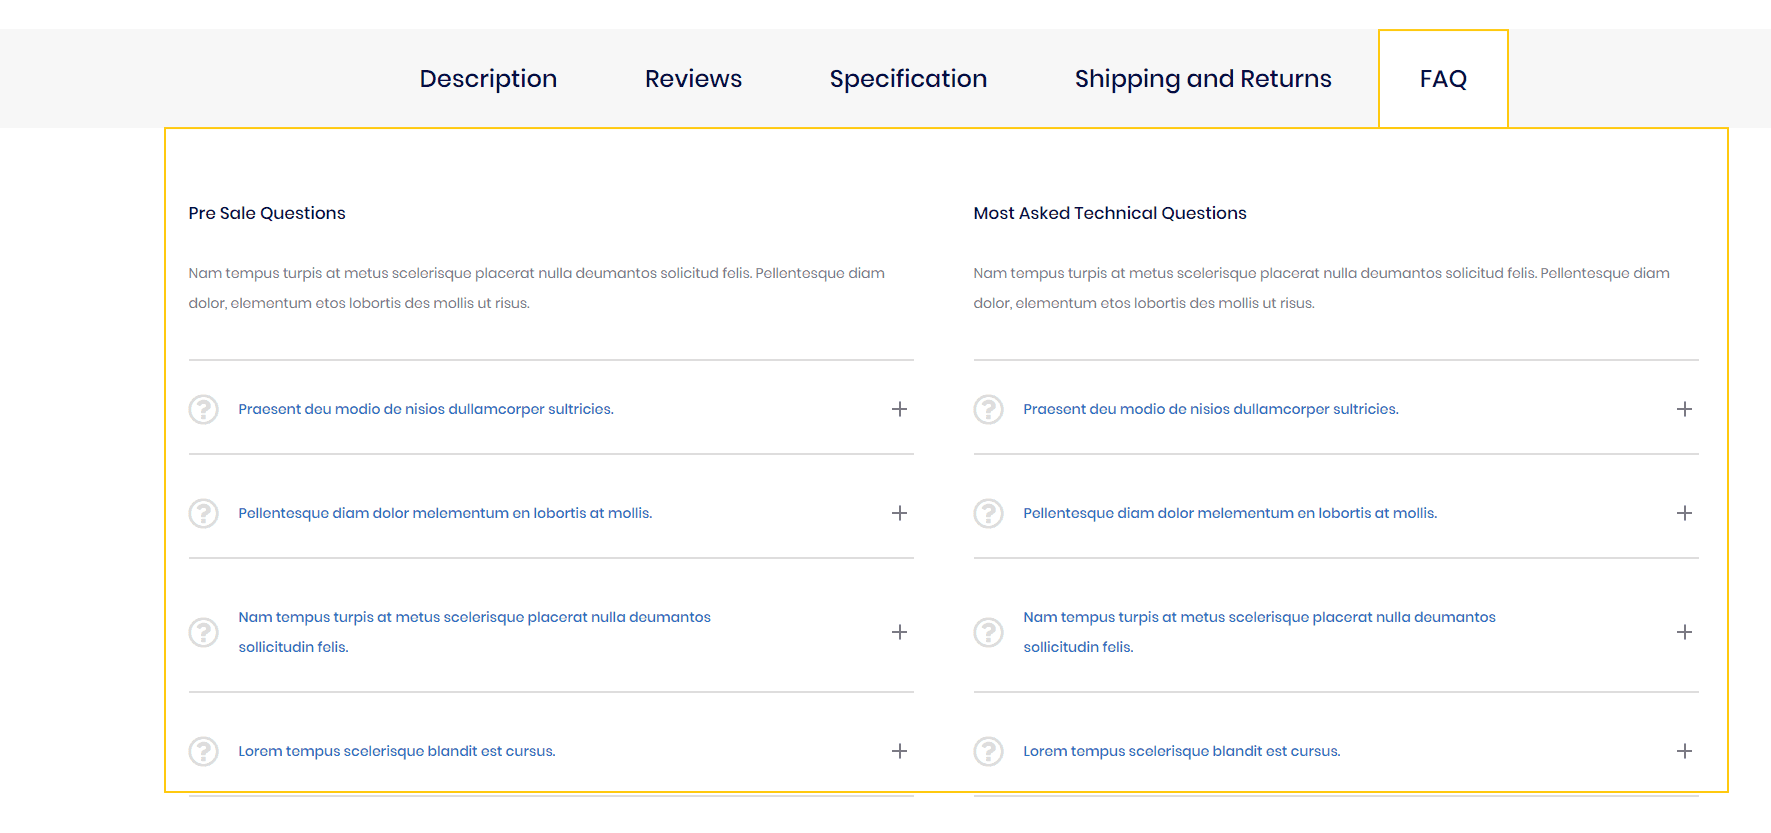 Description Reviews Specification Shipping and Returns FAQ
Pre Sale Questions
Nam tempus turpis at metus scelerisque placerat nulla deumantos solicitud felis. Pellentesque diam
dolor, elementum etos lobortis des mollis ut risus.
Praesent deu modio de nisios dullamcorper sultricies.
Pellentesque diam dolor melementum en lobortis at mollis.
Nam tempus turpis at metus scelerisque placerat nulla deumantos
sollicitudin felis.
Lorem tempus scelerisque blandit est cursus.
Most Asked Technical Questions
Nam tempus turpis at metus scelerisque placerat nulla deumantos solicitud felis. Pellentesque diam
dolor, elementum etos lobortis des mollis ut risus.
Praesent deu modio de nisios dullamcorper sultricies.
Pellentesque diam dolor melementum en lobortis at mollis.
Nam tempus turpis at metus scelerisque placerat nulla deumantos
sollicitudin felis.
Lorem tempus scelerisque blandit est cursus.